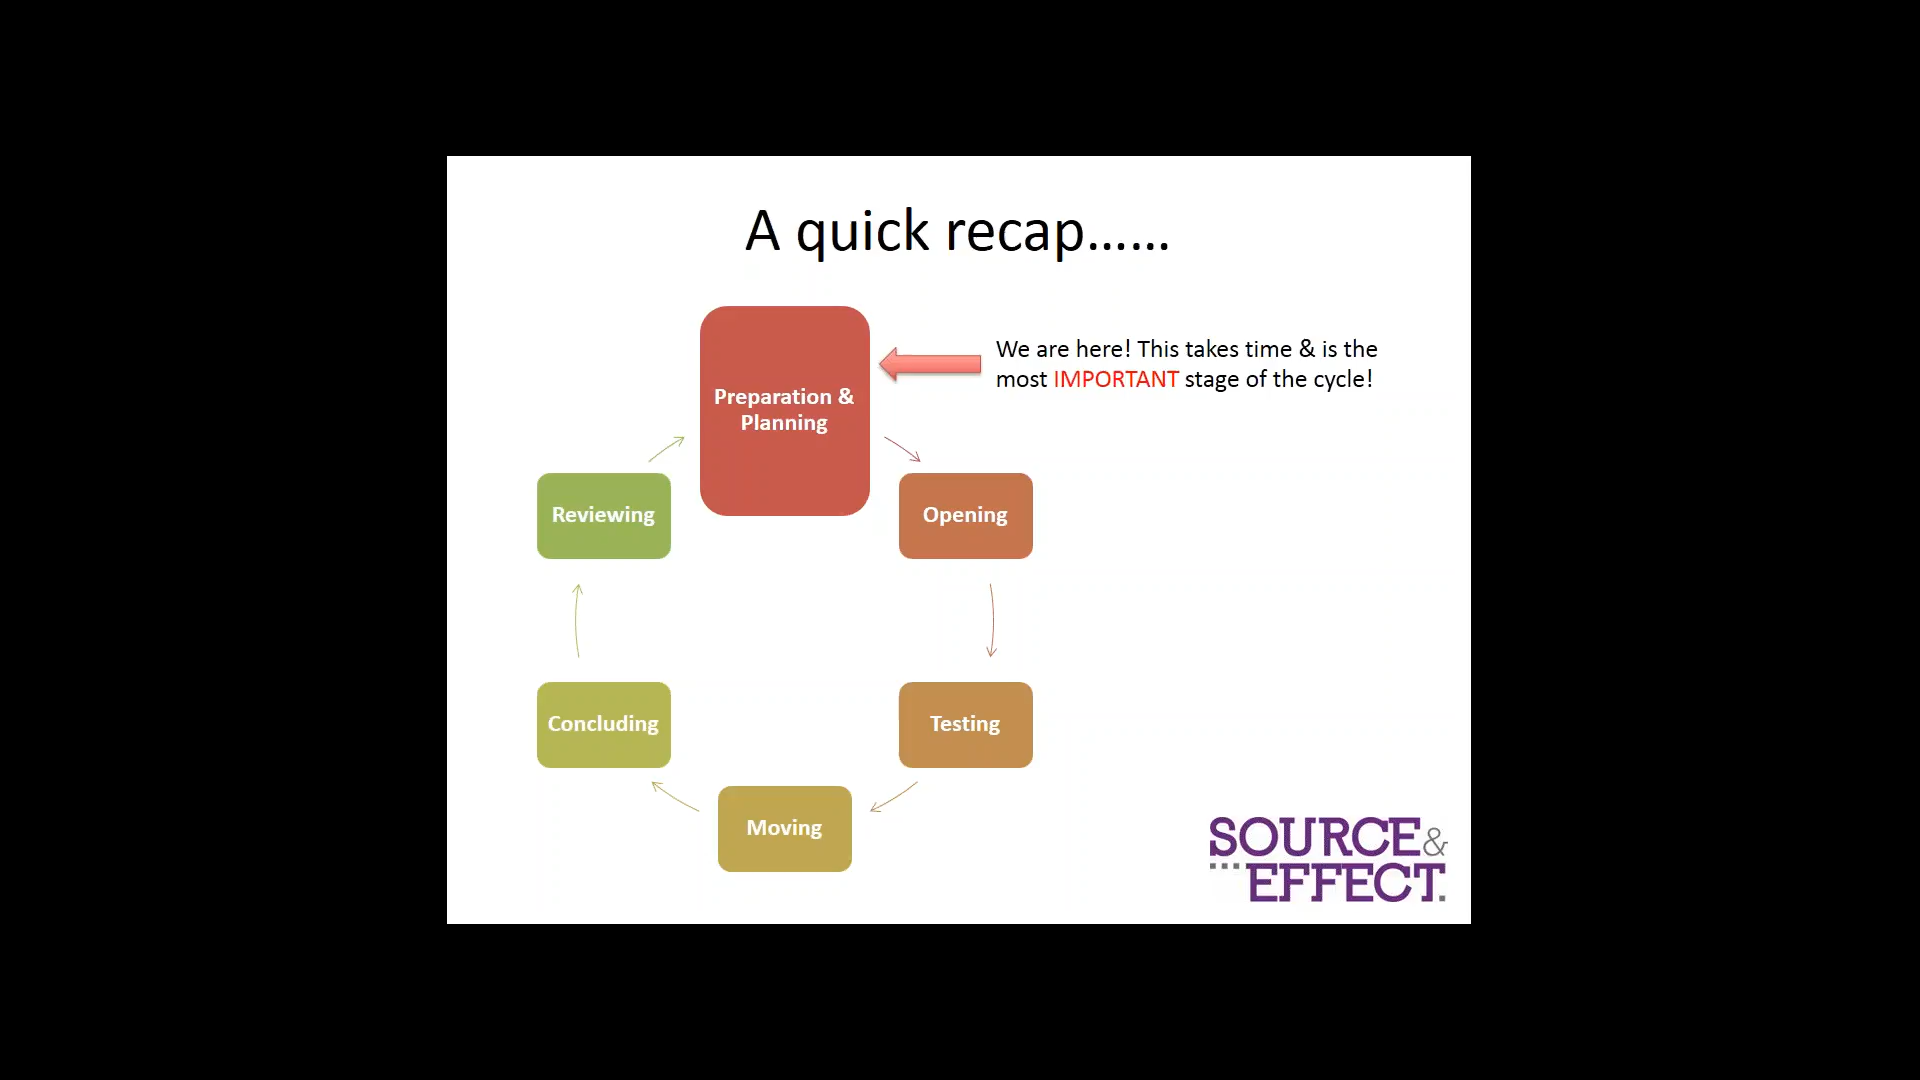 A quick recap......
We are here! This takes time & is the
most IMPORTANT stage of the cycle!
Preparation &
Planning
Opening
Testing
Moving
Concluding
Reviewing
SOURCE&
EFFECT.